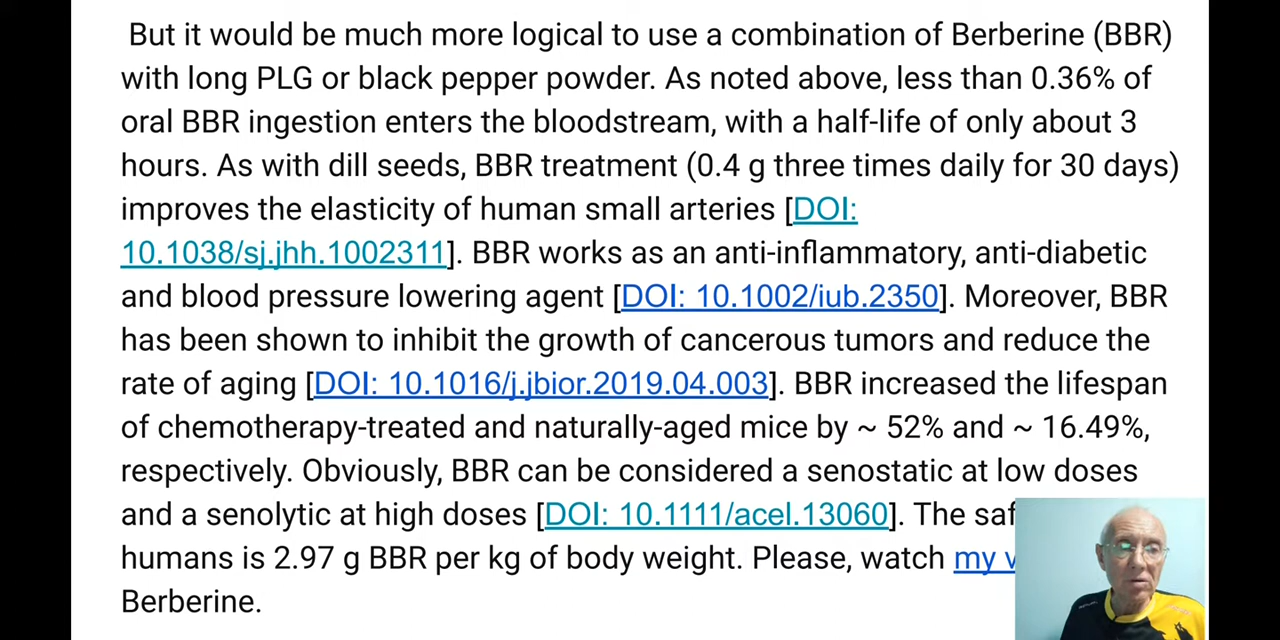 But it would be much more logical to use a combination of Berberine (BBR)
with long PLG or black pepper powder. As noted above, less than 0.36% of
oral BBR ingestion enters the bloodstream, with a half-life of only about 3
hours. As with dill seeds, BBR treatment (0.4 g three times daily for 30 days)
improves the elasticity of human small arteries [DOI:
10.1038/sj.jhh.1002311]. BBR works as an anti-inflammatory, anti-diabetic
and blood pressure lowering agent [DOI: 10.1002/iub.2350]. Moreover, BBR
has been shown to inhibit the growth of cancerous tumors and reduce the
rate of aging [DOI: 10.1016/j.jbior.2019.04.003]. BBR increased the lifespan
of chemotherapy-treated and naturally-aged mice by ~ 52% and ~ 16.49%,
respectively. Obviously, BBR can be considered a senostatic at low doses
and a senolytic at high doses [DOI: 10.1111/acel.13060]. The
humans is 2.97 g BBR per kg of body weight. Please, watch my
Berberine.